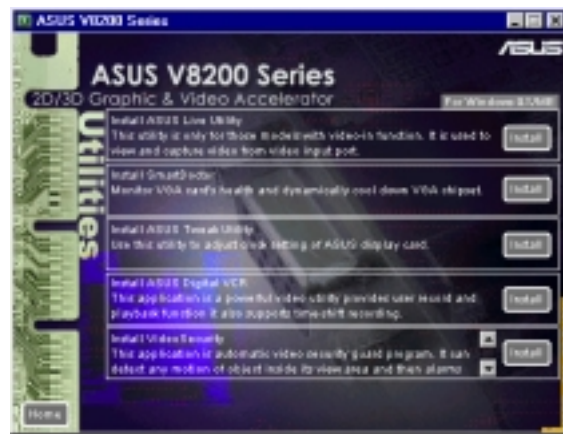 ASUS V8200 Series
ASUS
ASUS V8200 Series
2D/3D Graphic & Video Accelerator
For Windows
Utilities
Install ASUS Live Utility
This utility is only for those models with video-in function. It is used to
view and capture video from video input port.
Install
Install SmartDoctor
Monitor VGA card's health and dynamically cool down VGA chipset.
Install
Install ASUS Tweak Utility
Use this utility to adjust clock setting of ASUS display card.
Install
Install ASUS Digital VCR
This application is a powerful video utility provides user record and
playback function it also supports time-shift recording.
Install
Install VideoSecurity
This application is automatic video security guard program. It can
detect any motion of object inside its view area and then alarms
Install
Home